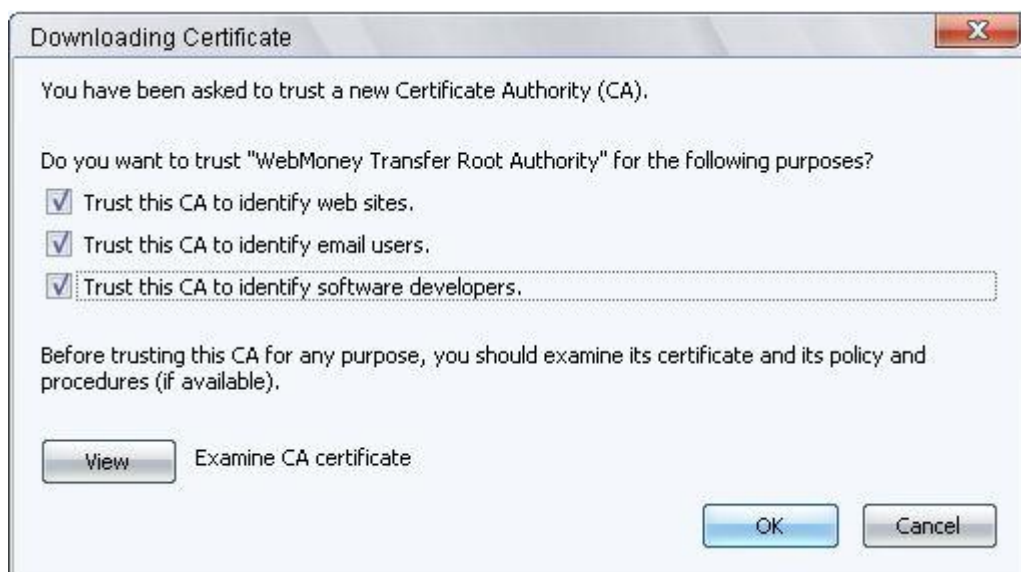 Downloading Certificate
You have been asked to trust a new Certificate Authority (CA).
Do you want to trust "WebMoney Transfer Root Authority" for the following purposes?
Trust this CA to identify web sites.
Trust this CA to identify email users.
Trust this CA to identify software developers.
Before trusting this CA for any purpose, you should examine its certificate and its policy and
procedures (if available).
View Examine CA certificate
OK Cancel